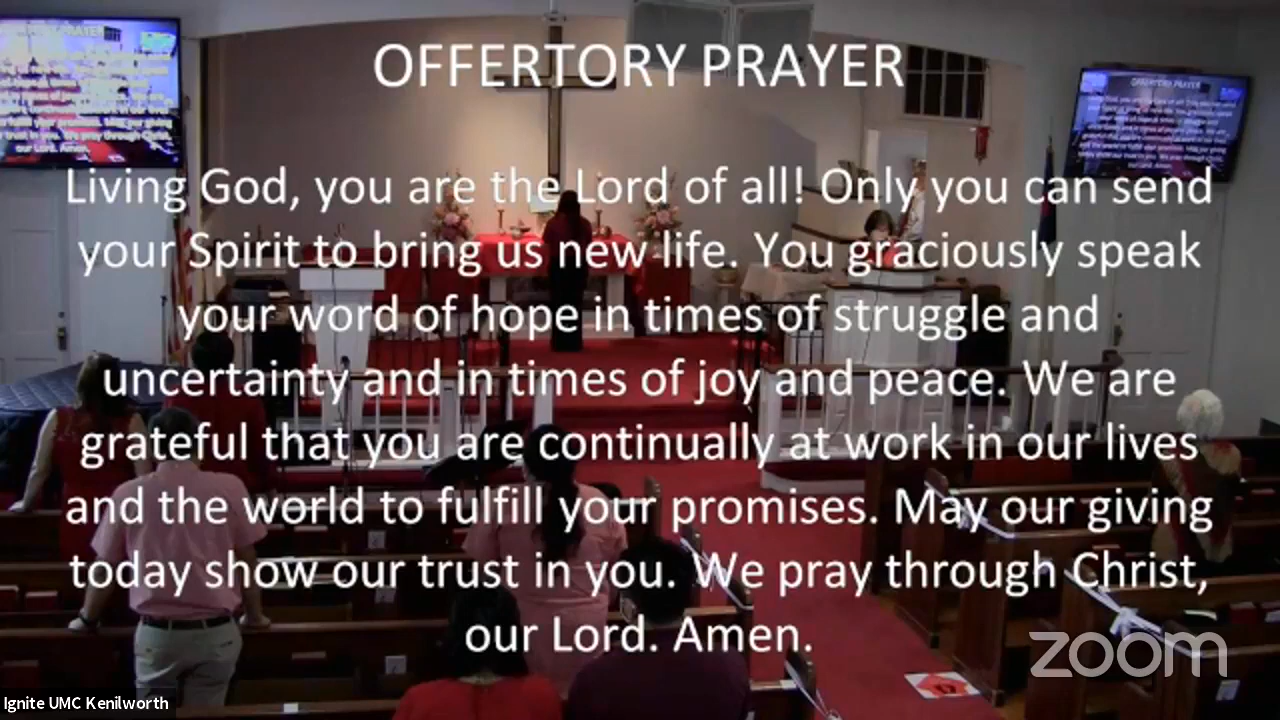 OFFERTORY PRAYER
Living God, you are the Lord of all! Only you can send
your Spirit to bring us new life. You graciously speak
your word of hope in times of struggle and
uncertainty and in times of joy and peace. We are
grateful that you are continually at work in our lives
and the world to fulfill your promises. May our giving
today show our trust in you. We pray through Christ,
our Lord. Amen.
zoom
Ignite UMC Kenilworth